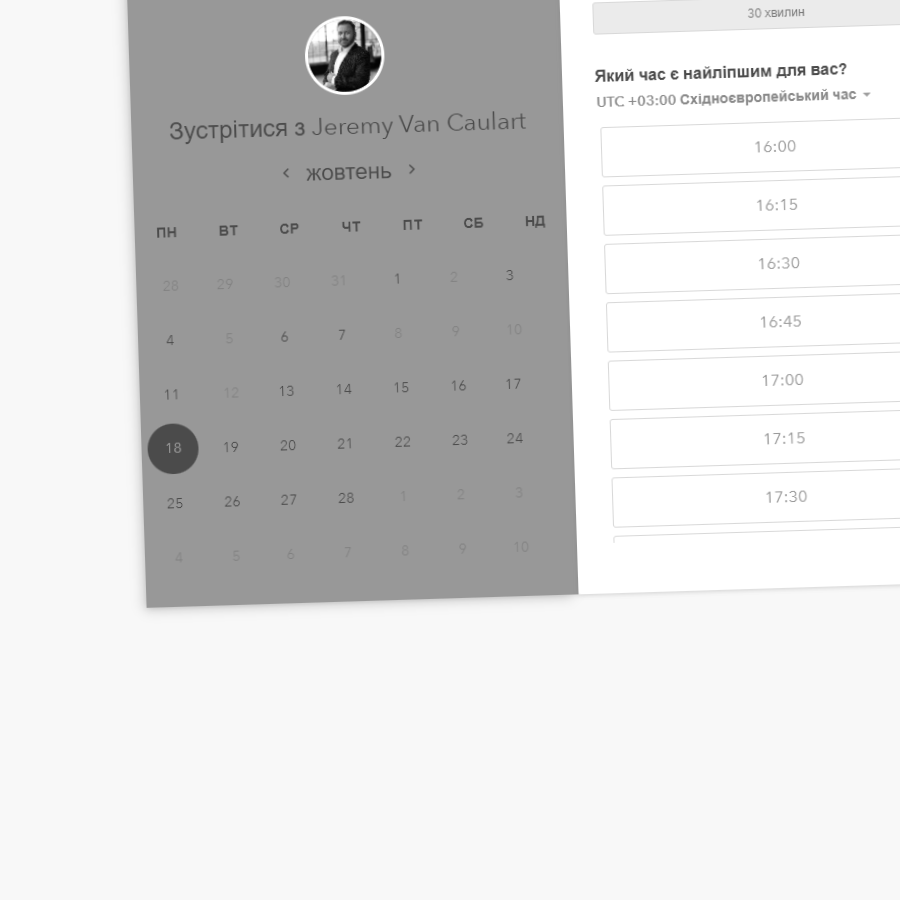 Зустрітися з Jeremy Van Caulart
‹ жовтень ›
ПН ВТ СР ЧТ ПТ СБ НД
28 29 30 31 1 2 3
4 5 6 7 8 9 10
11 12 13 14 15 16 17
18 19 20 21 22 23 24
25 26 27 28 1 2 3
4 5 6 7 8 9 10
30 хвилин
Який час є найліпшим для вас?
UTC +03:00 Східноєвропейський час
16:00
16:15
16:30
16:45
17:00
17:15
17:30